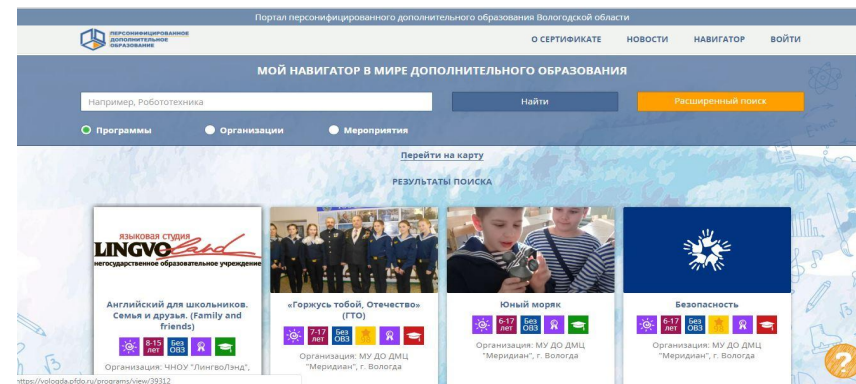 Портал персонифицированного дополнительного образования Вологодской области
ПЕРСОНИФИЦИРОВАННОЕ
ДОПОЛНИТЕЛЬНОЕ
ОБРАЗОВАНИЕ
О СЕРТИФИКАТЕ НОВОСТИ НАВИГАТОР ВОЙТИ
МОЙ НАВИГАТОР В МИРЕ ДОПОЛНИТЕЛЬНОГО ОБРАЗОВАНИЯ
Например, Робототехника Найти Расширенный поиск
Программы Организации Мероприятия
Перейти на карту
РЕЗУЛЬТАТЫ ПОИСКА
языковая студия
LINGVOLand
негосударственное образовательное учреждение
Английский для школьников.
Семья и друзья. (Family and
friends)
8-15
лет
Без
ОВЗ
Организация: ЧНОУ "ЛингвоЛэнд",
«Горжусь тобой, Отечество»
(ГТО)
7-17
лет
Без
ОВЗ
Организация: МУ ДО ДМЦ
"Меридиан", г. Вологда
Юный моряк
6-17
лет
Без
ОВЗ
Организация: МУ ДО ДМЦ
"Меридиан", г. Вологда
Безопасность
6-17
лет
Без
ОВЗ
Организация: МУ ДО ДМЦ
"Меридиан", г. Вологда
?
https://vologda.pfdo.ru/programs/view/39312